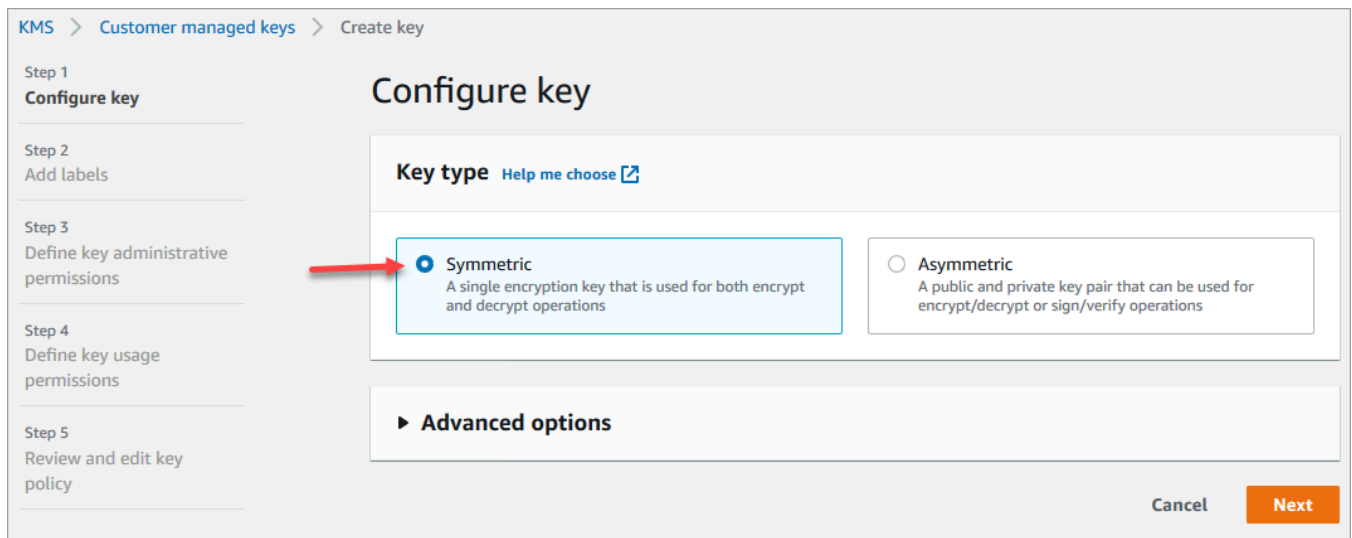 KMS > Customer managed keys > Create key
Step 1
Configure key
Step 2
Add labels
Step 3
Define key administrative
permissions
Step 4
Define key usage
permissions
Step 5
Review and edit key
policy
Configure key
Key type Help me choose
Symmetric
A single encryption key that is used for both encrypt
and decrypt operations
Asymmetric
A public and private key pair that can be used for
encrypt/decrypt or sign/verify operations
Advanced options
Cancel Next